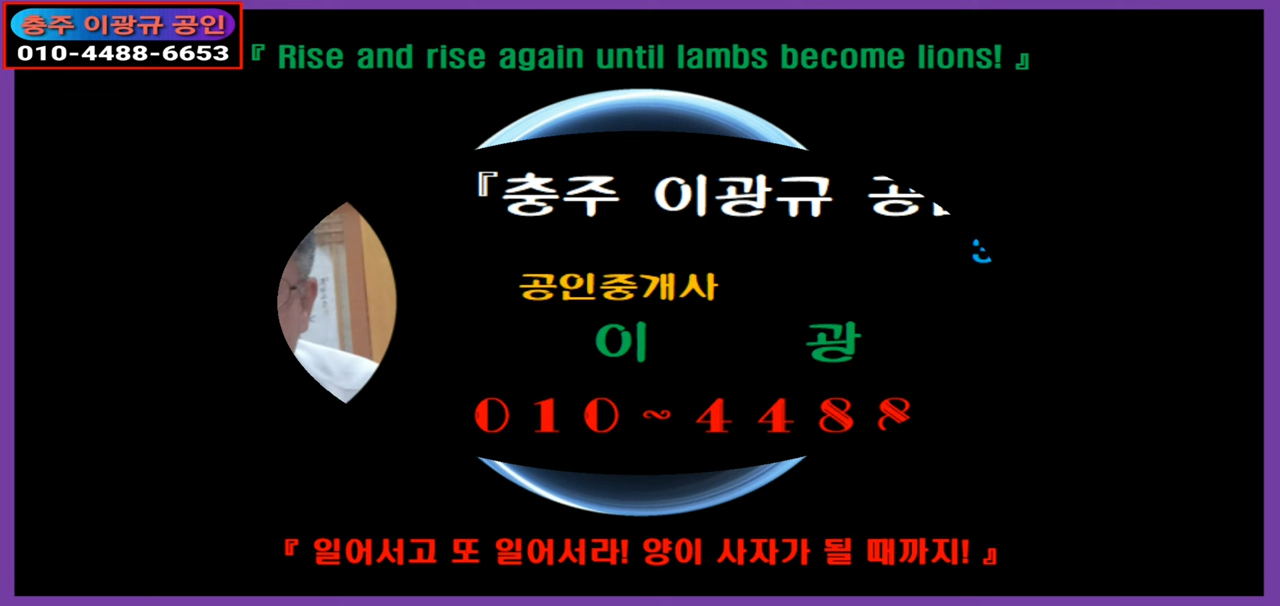 충주 이광규 공인
010-4488-6653
『 Rise and rise again until lambs become lions! 』
『충주 이광규
공인중개사
이 광
010~448
『 일어서고 또 일어서라! 양이 사자가 될 때까지! 』